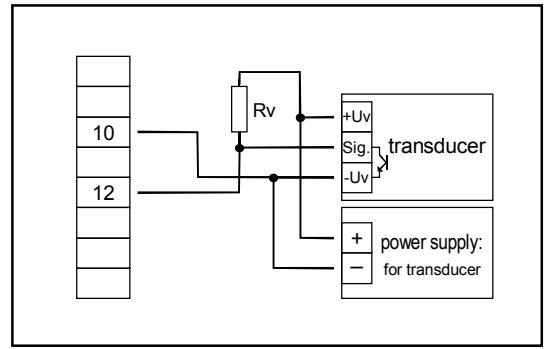 10
12
Rv
+Uv
Sig.
-Uv
transducer
+
−
power supply:
for transducer